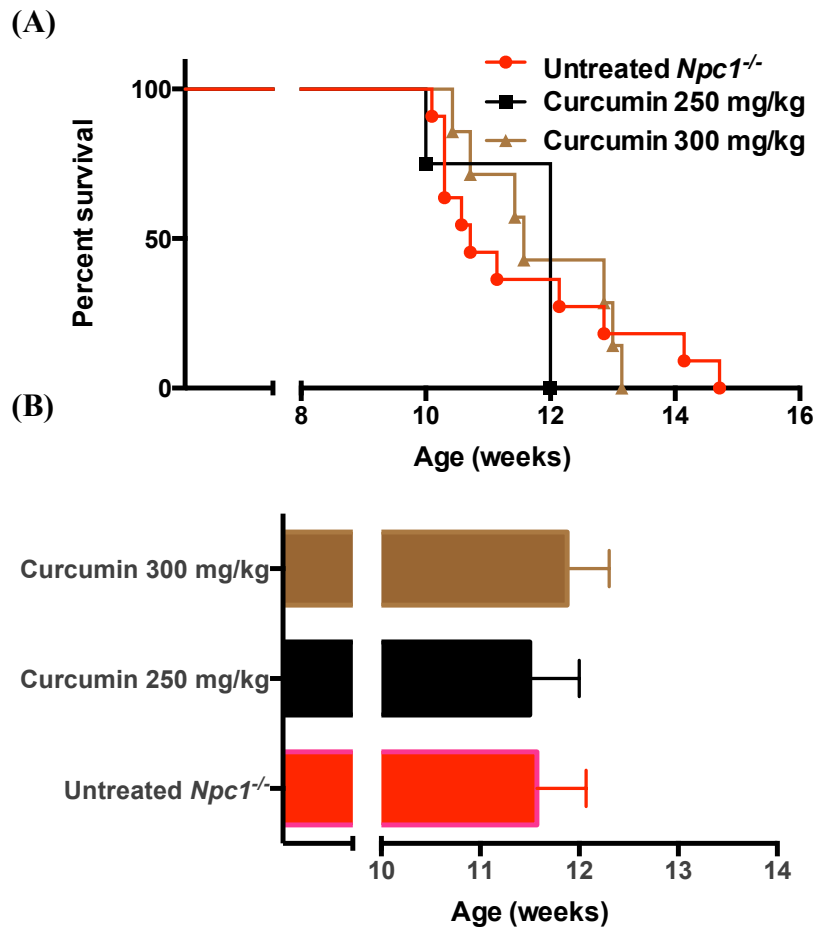 (A)
Untreated Npc1-/-
Curcumin 250 mg/kg
Curcumin 300 mg/kg
Percent survival
100
50
0
8 10 12 14 16
Age (weeks)
(B)
Curcumin 300 mg/kg
Curcumin 250 mg/kg
Untreated Npc1-/-
10 11 12 13 14
Age (weeks)